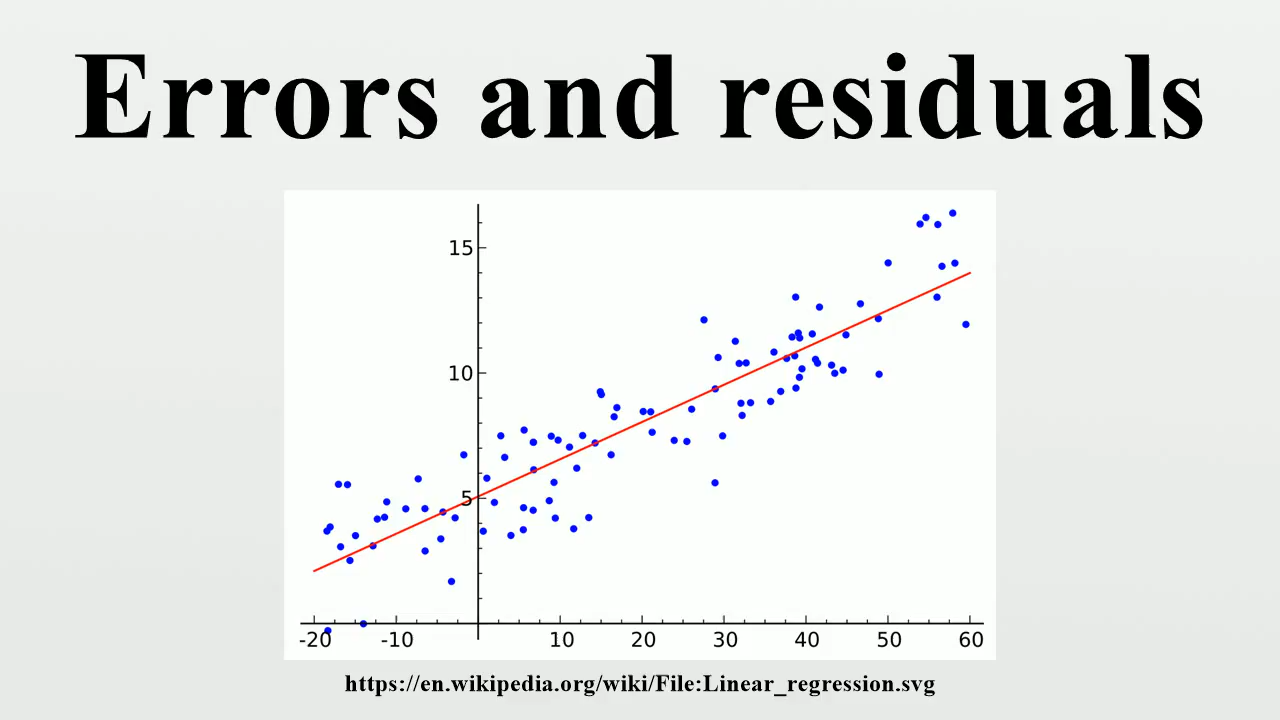 Errors and residuals
15
10
5
-20 -10 10 20 30 40 50 60
https://en.wikipedia.org/wiki/File:Linear_regression.svg